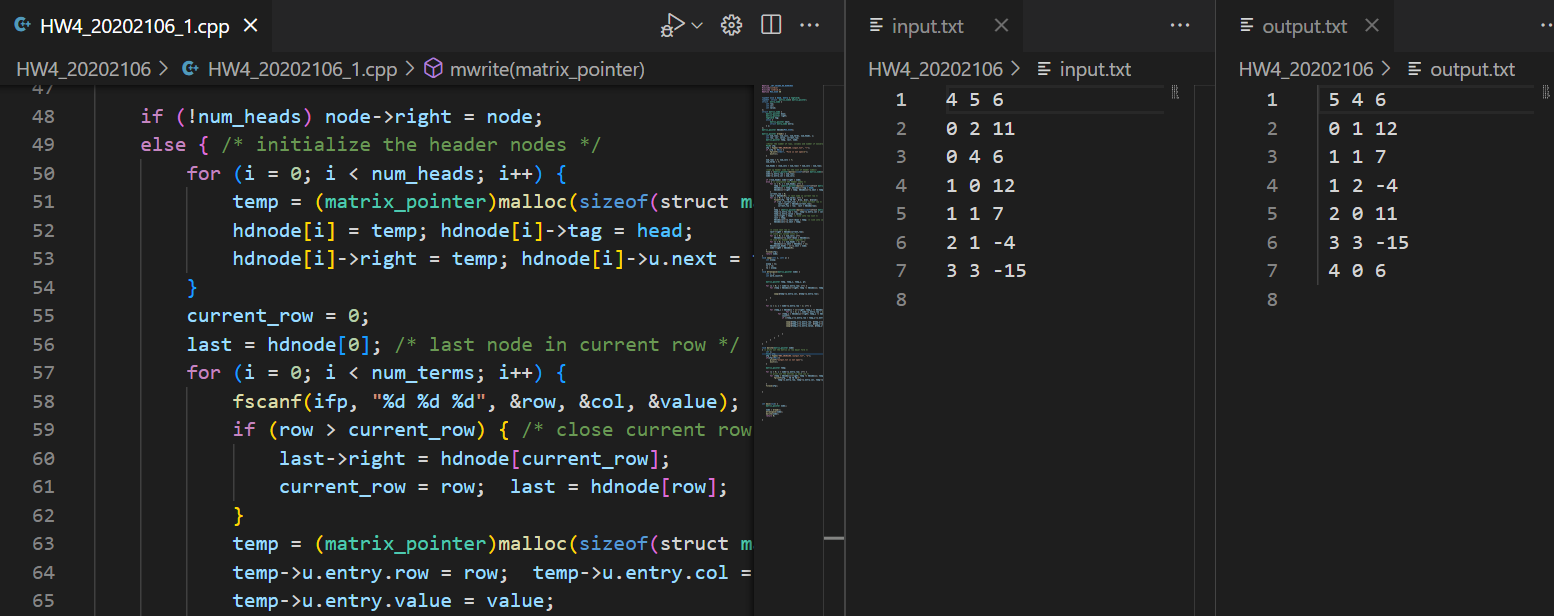 HW4_20202106_1.cpp
HW4_20202106 > HW4_20202106_1.cpp > mwrite(matrix_pointer)
47
48 if (!num_heads) node->right = node;
49 else { /* initialize the header nodes */
50 for (i = 0; i < num_heads; i++) {
51 temp = (matrix_pointer)malloc(sizeof(struct m
52 hdnode[i] = temp; hdnode[i]->tag = head;
53 hdnode[i]->right = temp; hdnode[i]->u.next =
54 }
55 current_row = 0;
56 last = hdnode[0]; /* last node in current row */
57 for (i = 0; i < num_terms; i++) {
58 fscanf(ifp, "%d %d %d", &row, &col, &value);
59 if (row > current_row) { /* close current row
60 last->right = hdnode[current_row];
61 current_row = row;  last = hdnode[row];
62 }
63 temp = (matrix_pointer)malloc(sizeof(struct m
64 temp->u.entry.row = row;  temp->u.entry.col =
65 temp->u.entry.value = value;
input.txt
HW4_20202106 > input.txt
1 4 5 6
2 0 2 11
3 0 4 6
4 1 0 12
5 1 1 7
6 2 1 -4
7 3 3 -15
8
output.txt
HW4_20202106 > output.txt
1 5 4 6
2 0 1 12
3 1 1 7
4 1 2 -4
5 2 0 11
6 3 3 -15
7 4 0 6
8